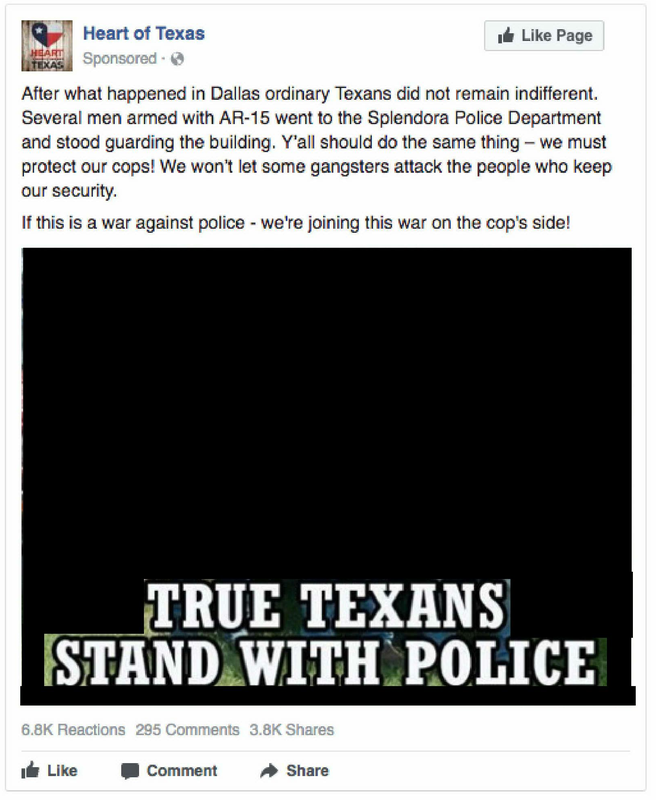 HEART
TEXAS
Heart of Texas
Like Page
Sponsored ·
After what happened in Dallas ordinary Texans did not remain indifferent.
Several men armed with AR-15 went to the Splendora Police Department
and stood guarding the building. Y'all should do the same thing – we must
protect our cops! We won't let some gangsters attack the people who keep
our security.
If this is a war against police - we're joining this war on the cop's side!
TRUE TEXANS
STAND WITH POLICE
6.8K Reactions 295 Comments 3.8K Shares
Like Comment Share